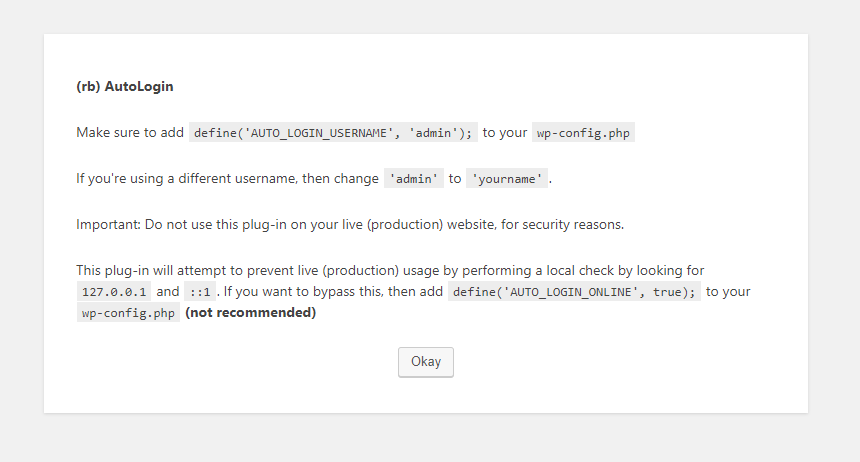 (rb) AutoLogin
Make sure to add define('AUTO_LOGIN_USERNAME', 'admin'); to your wp-config.php
If you're using a different username, then change 'admin' to 'yourname'.
Important: Do not use this plug-in on your live (production) website, for security reasons.
This plug-in will attempt to prevent live (production) usage by performing a local check by looking for
127.0.0.1 and ::1. If you want to bypass this, then add define('AUTO_LOGIN_ONLINE', true); to your
wp-config.php (not recommended)
Okay